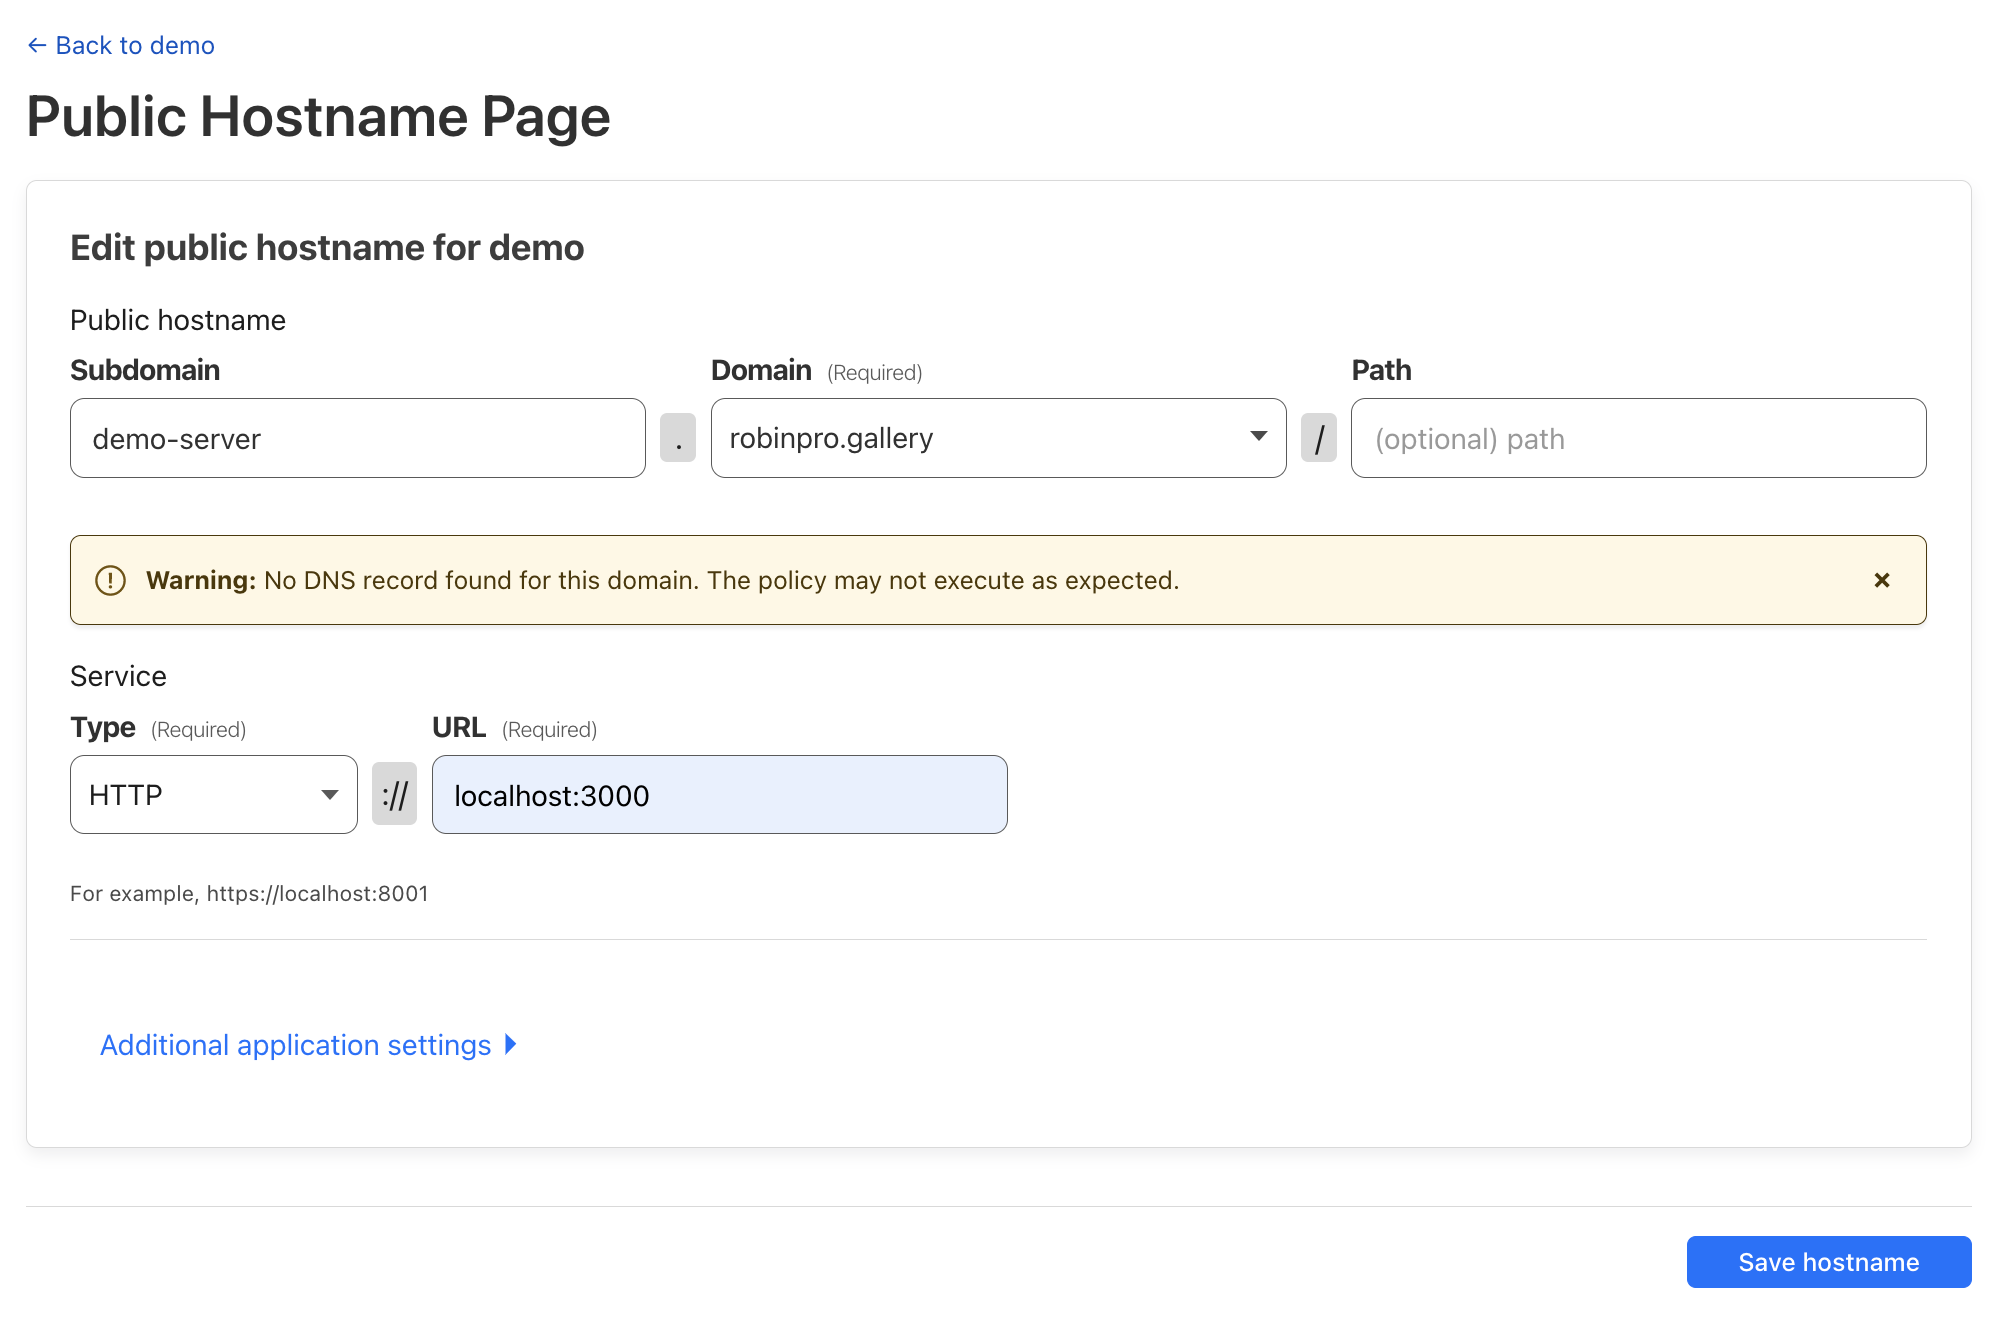 ← Back to demo
Public Hostname Page
Edit public hostname for demo
Public hostname
Subdomain Domain (Required) Path
demo-server . robinpro.gallery / (optional) path
Warning: No DNS record found for this domain. The policy may not execute as expected.
Service
Type (Required) URL (Required)
HTTP :// localhost:3000
For example, https://localhost:8001
Additional application settings
Save hostname